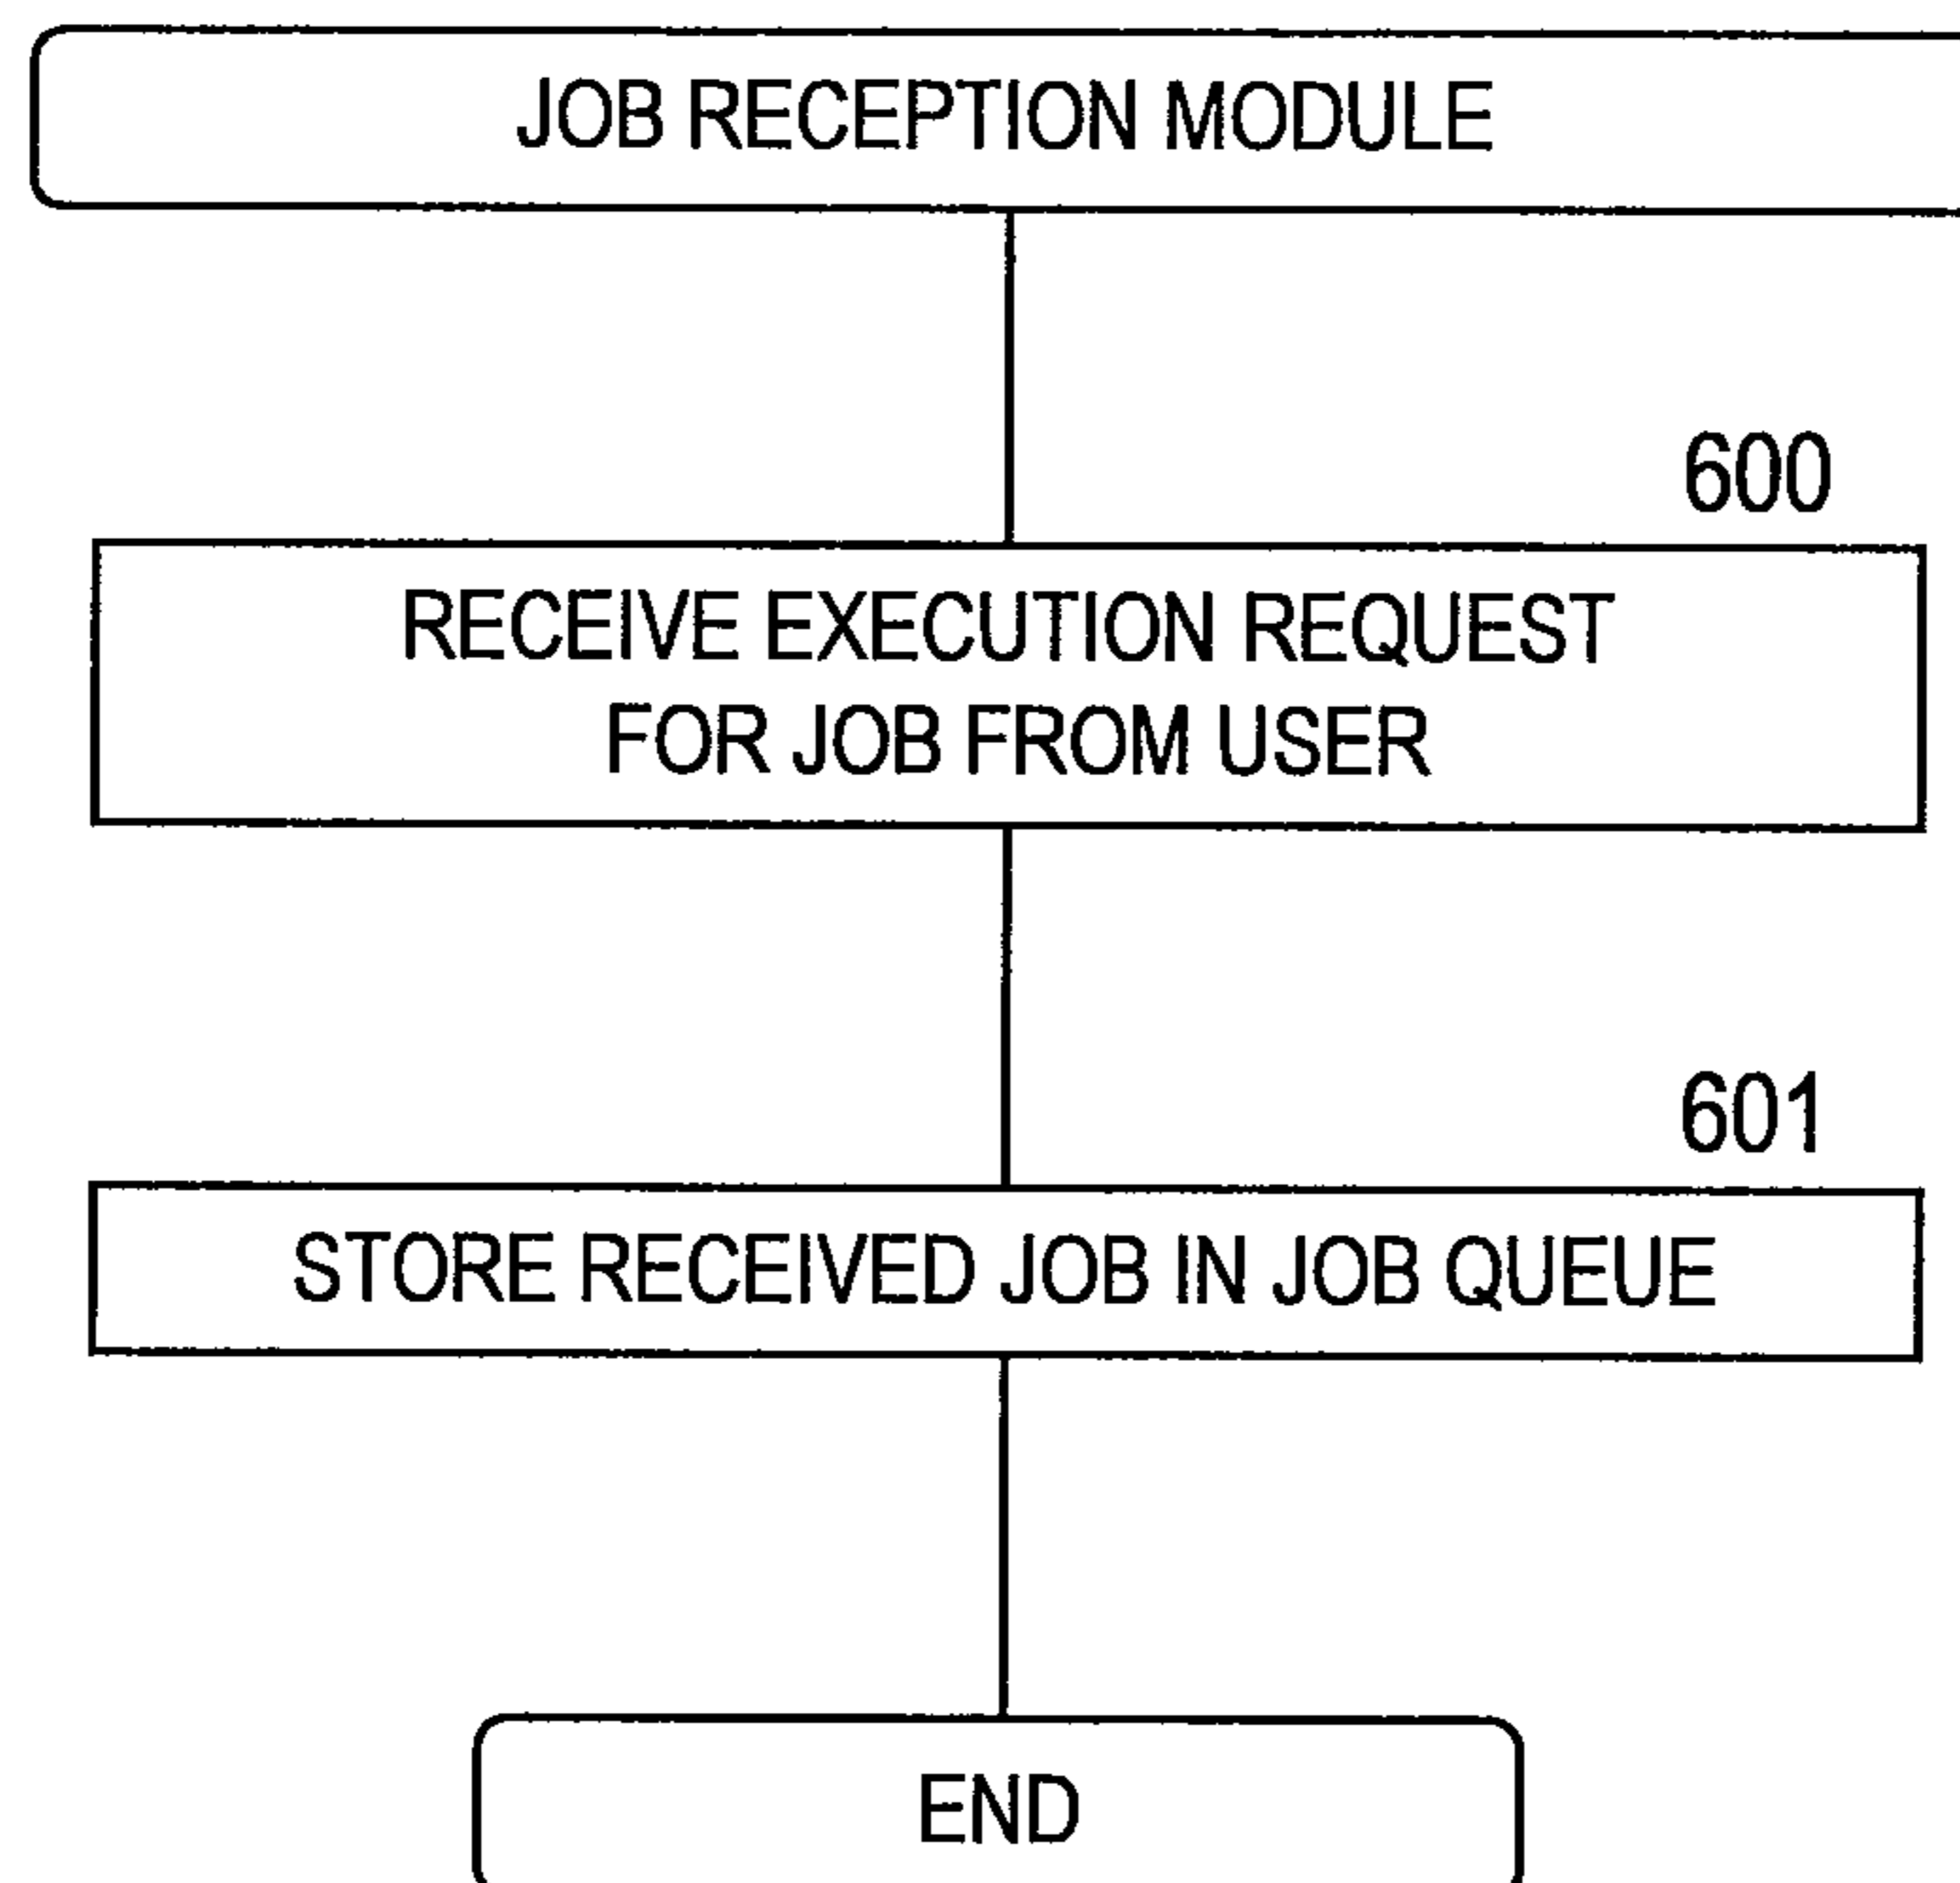 JOB RECEPTION MODULE
600
RECEIVE EXECUTION REQUEST
FOR JOB FROM USER
601
STORE RECEIVED JOB IN JOB QUEUE
END